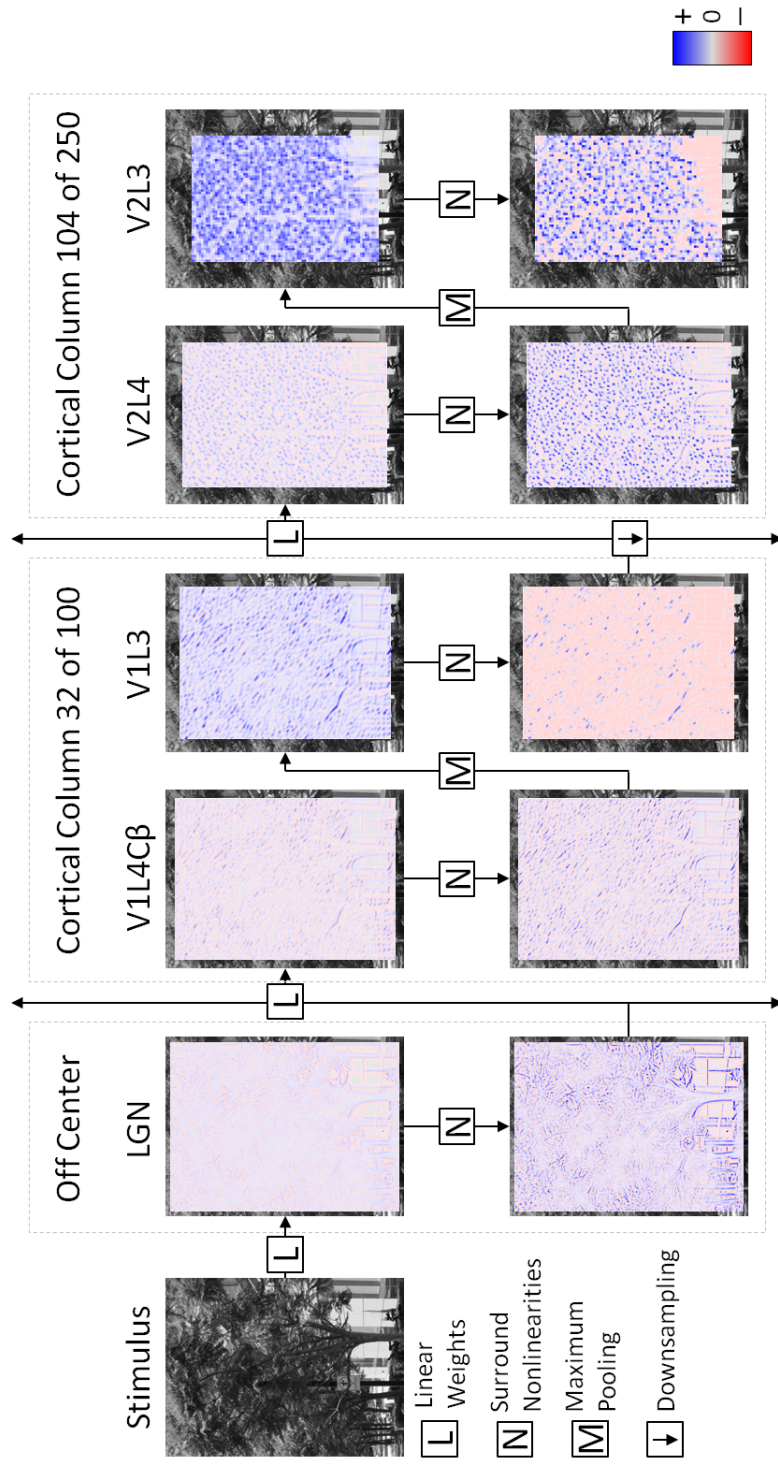 Off Center
Cortical Column 32 of 100
Cortical Column 104 of 250
Stimulus
LGN
V1L4Cβ
V1L3
V2L4
V2L3
L
L
L
N
N
M
N
N
M
N
↓
L
Linear
Weights
N
Surround
Nonlinearities
M
Maximum
Pooling
↓
Downsampling
+
0
−